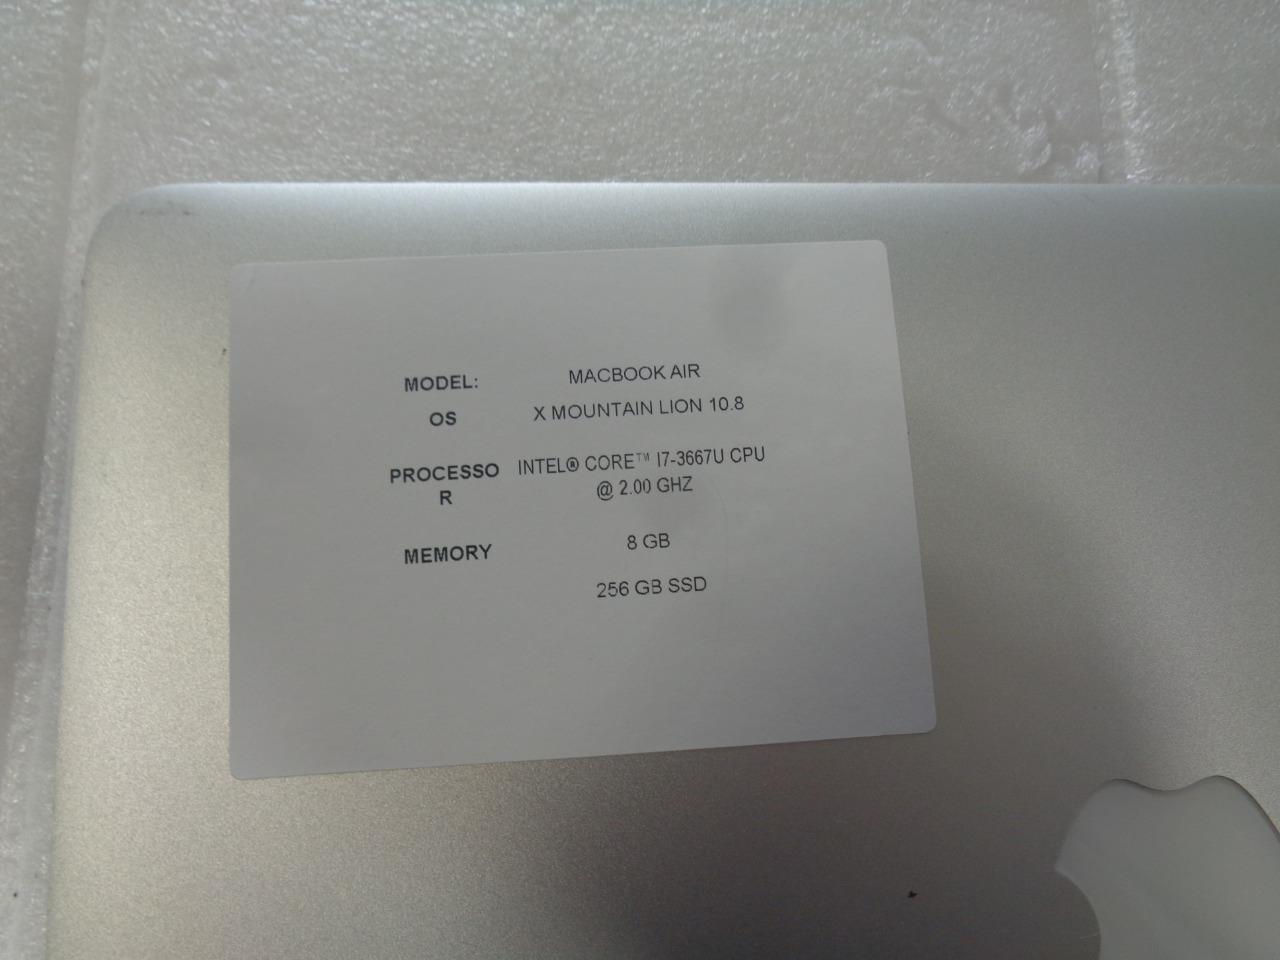 MODEL: MACBOOK AIR
OS X MOUNTAIN LION 10.8
PROCESSO INTEL® CORE™ I7-3667U CPU
R @ 2.00 GHZ
MEMORY 8 GB
256 GB SSD